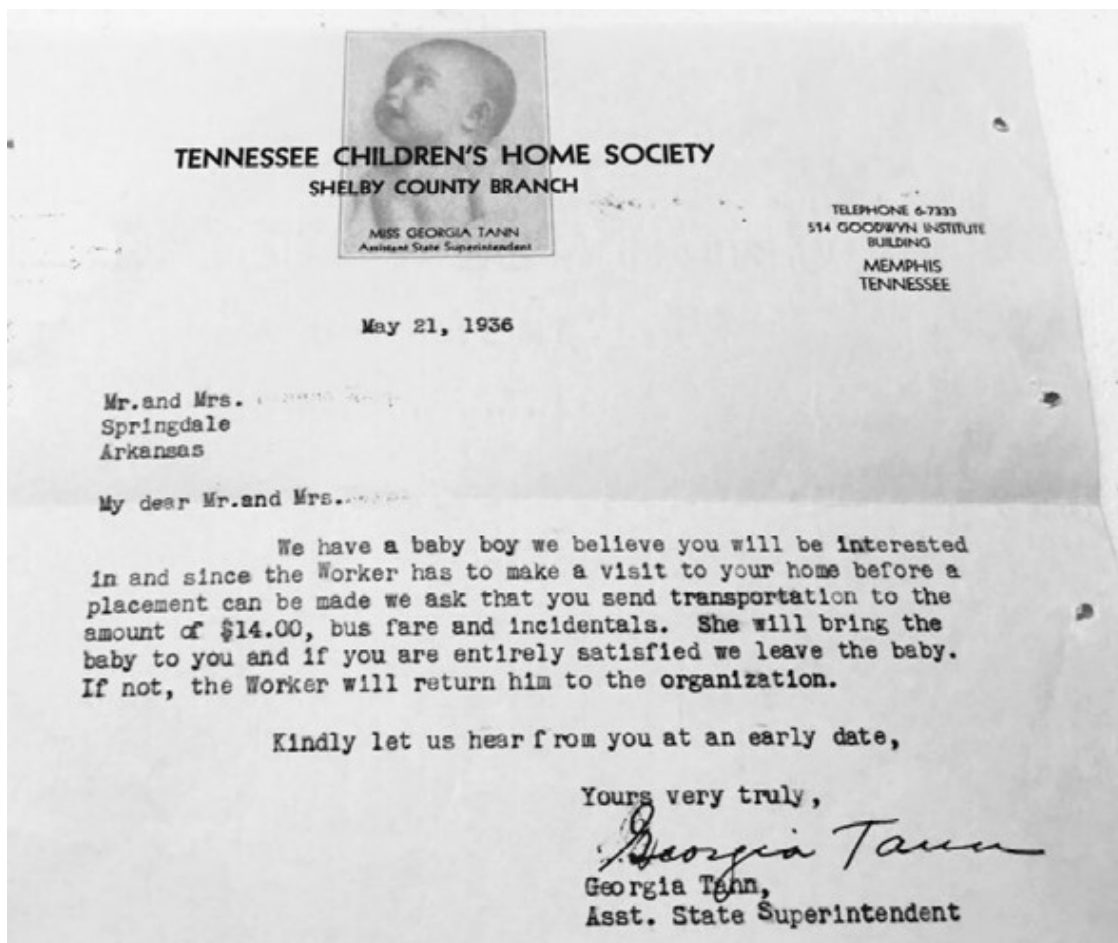 TENNESSEE CHILDREN'S HOME SOCIETY
SHELBY COUNTY BRANCH
MISS GEORGIA TANN
Assistant State Superintendent
TELEPHONE 6-7333
514 GOODWYN INSTITUTE
BUILDING
MEMPHIS
TENNESSEE
May 21, 1936
Mr.and Mrs.
Springdale
Arkansas
My dear Mr.and Mrs.
We have a baby boy we believe you will be interested
in and since the Worker has to make a visit to your home before a
placement can be made we ask that you send transportation to the
amount of $14.00, bus fare and incidentals. She will bring the
baby to you and if you are entirely satisfied we leave the baby.
If not, the Worker will return him to the organization.
Kindly let us hear from you at an early date,
Yours very truly,
Georgia Tann
Georgia Tann,
Asst. State Superintendent